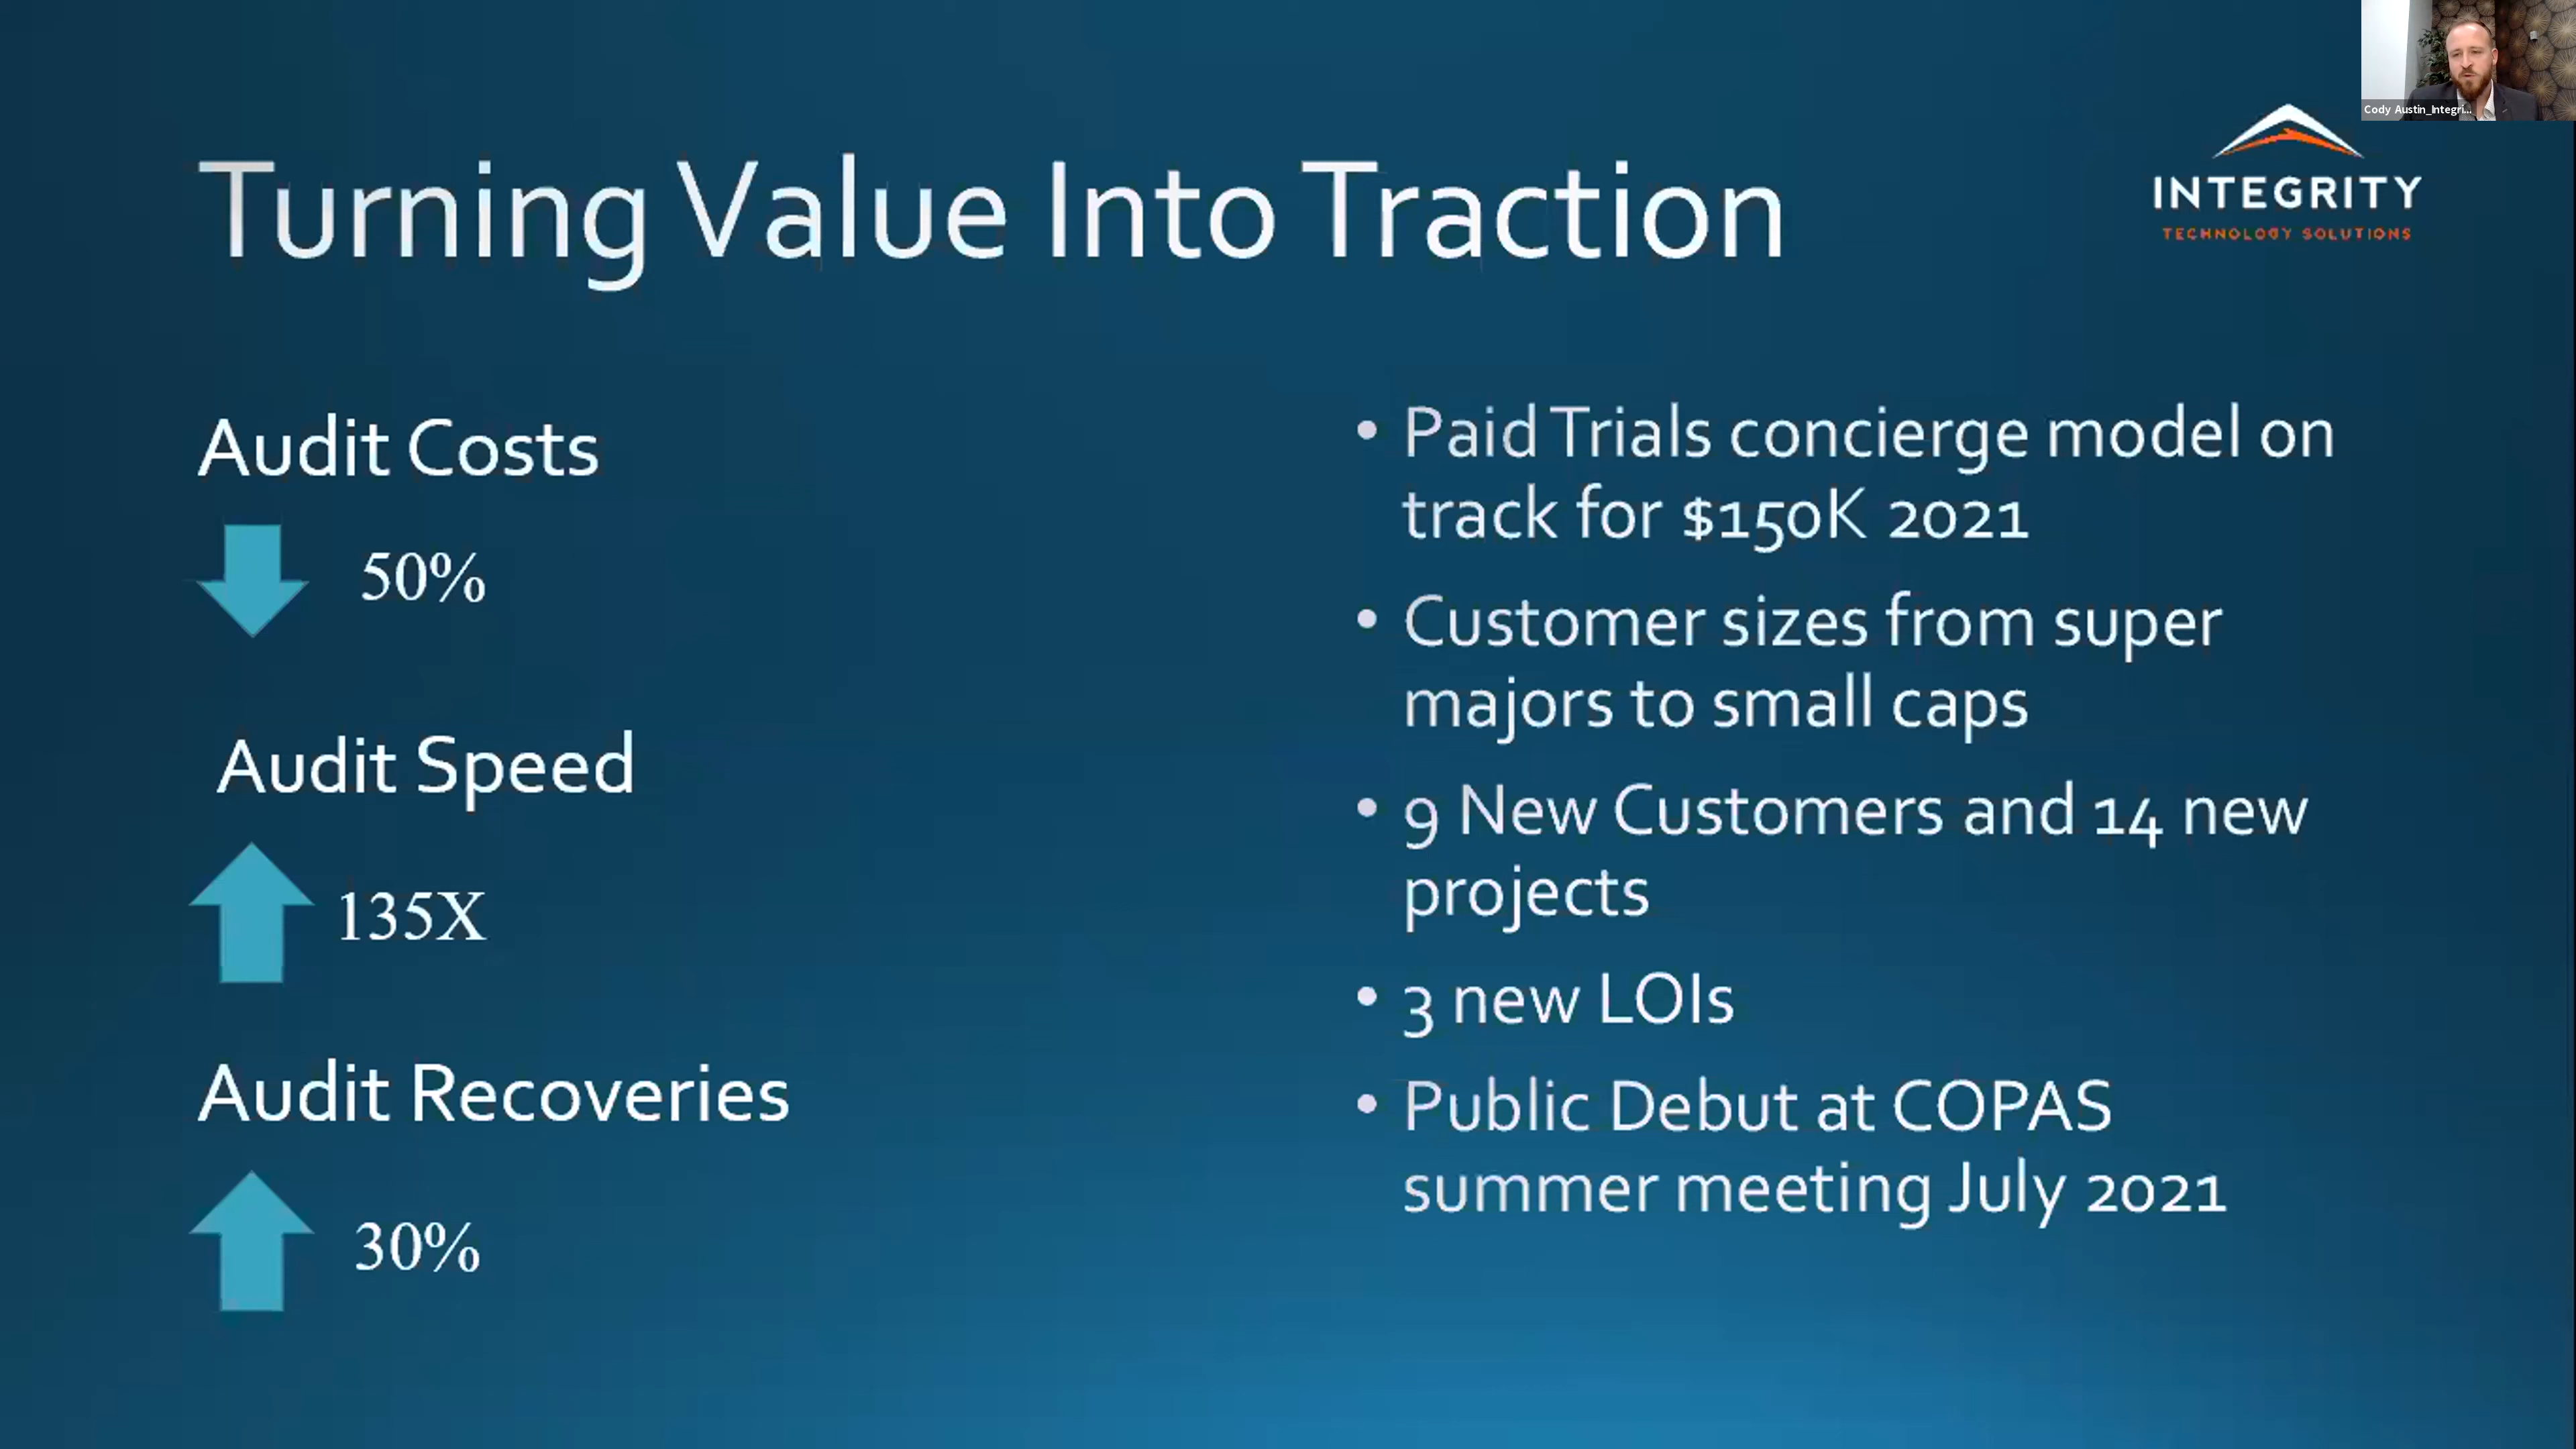 Cody Austin_Integri...
Turning Value Into Traction
INTEGRITY
TECHNOLOGY SOLUTIONS
Audit Costs
50%
Audit Speed
135X
Audit Recoveries
30%
• Paid Trials concierge model on
track for $150K 2021
• Customer sizes from super
majors to small caps
• 9 New Customers and 14 new
projects
• 3 new LOIs
• Public Debut at COPAS
summer meeting July 2021